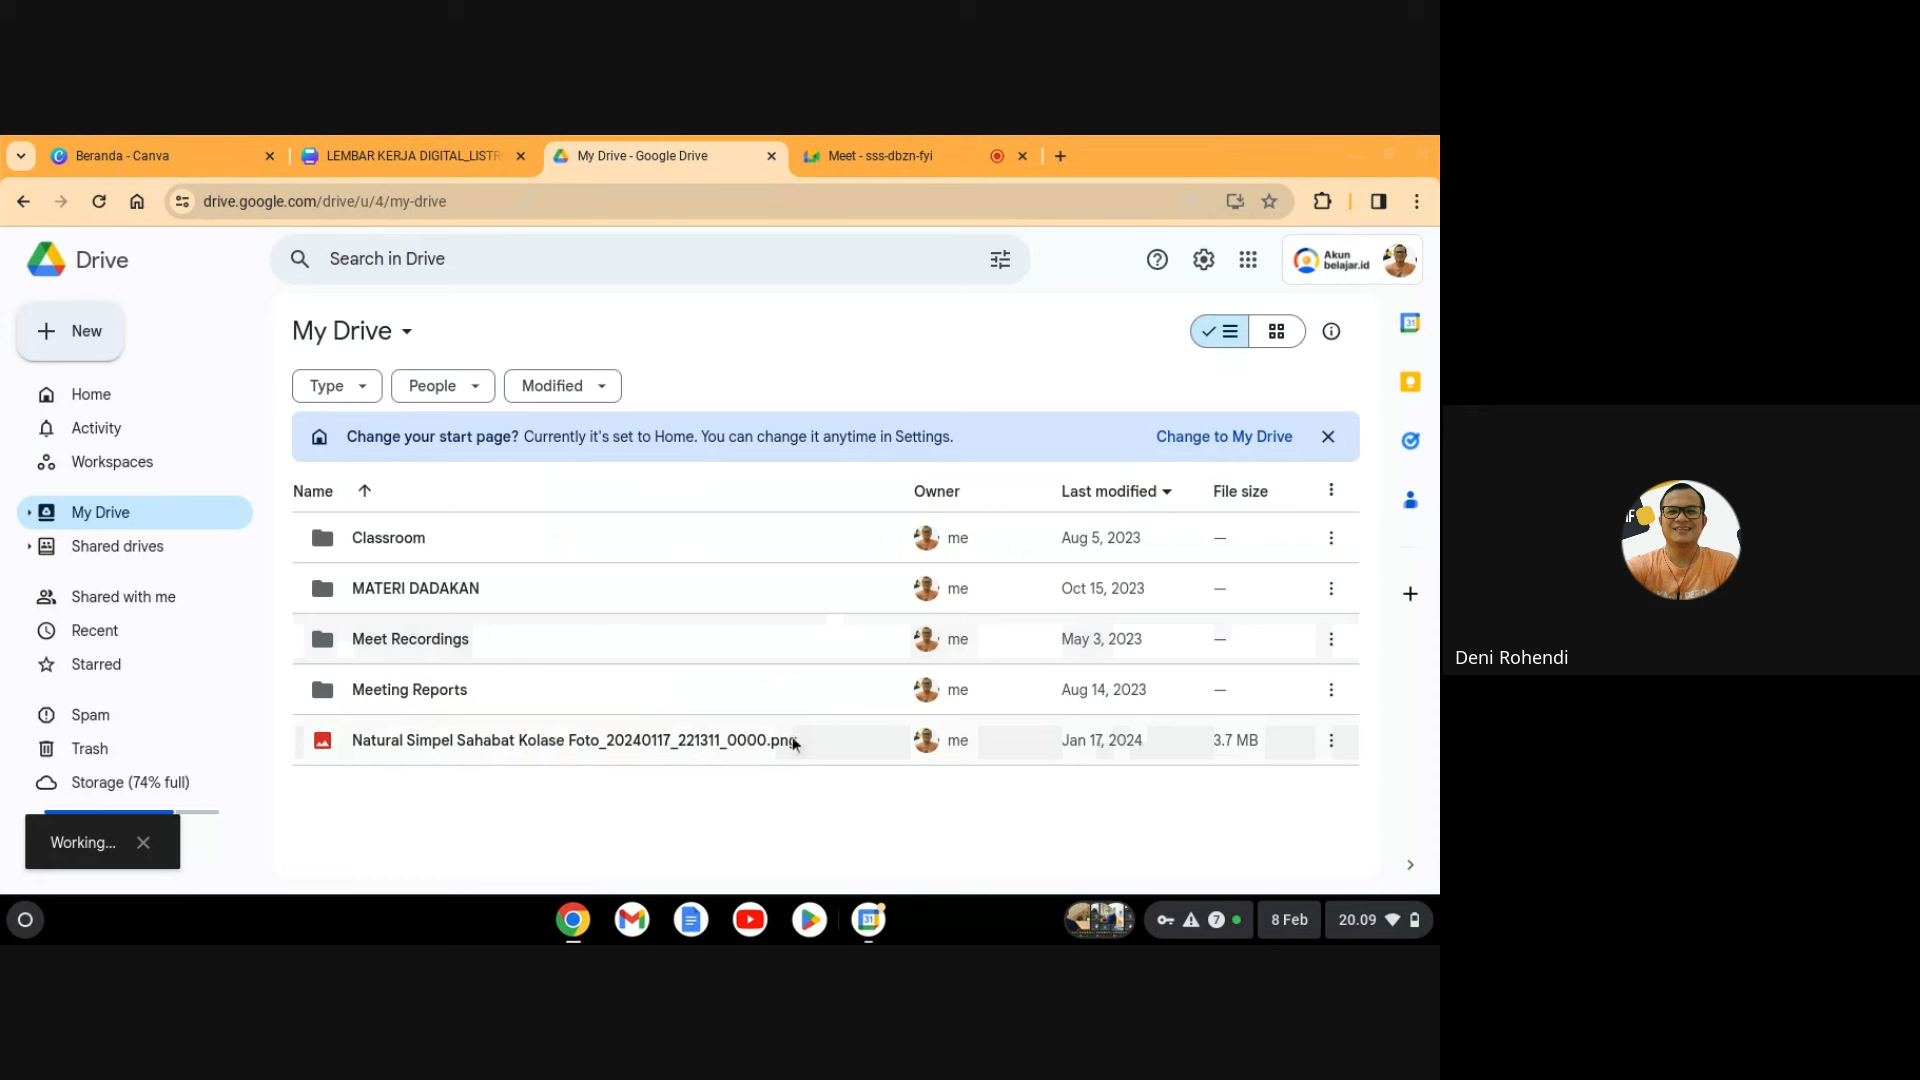 Beranda - Canva
LEMBAR KERJA DIGITAL_LISTR
My Drive - Google Drive
Meet - sss-dbzn-fyi
drive.google.com/drive/u/4/my-drive
Drive
Search in Drive
Akun
belajar.id
New
My Drive
Type
People
Modified
Home
Change your start page? Currently it's set to Home. You can change it anytime in Settings.
Change to My Drive
Activity
Workspaces
Name
Owner
Last modified
File size
My Drive
Classroom
me
Aug 5, 2023
—
Shared drives
MATERI DADAKAN
me
Oct 15, 2023
—
Shared with me
Meet Recordings
me
May 3, 2023
—
Recent
Starred
Meeting Reports
me
Aug 14, 2023
—
Spam
Natural Simpel Sahabat Kolase Foto_20240117_221311_0000.png
me
Jan 17, 2024
3.7 MB
Trash
Storage (74% full)
Working...
7
8 Feb
20.09
31
31
IF
Deni Rohendi